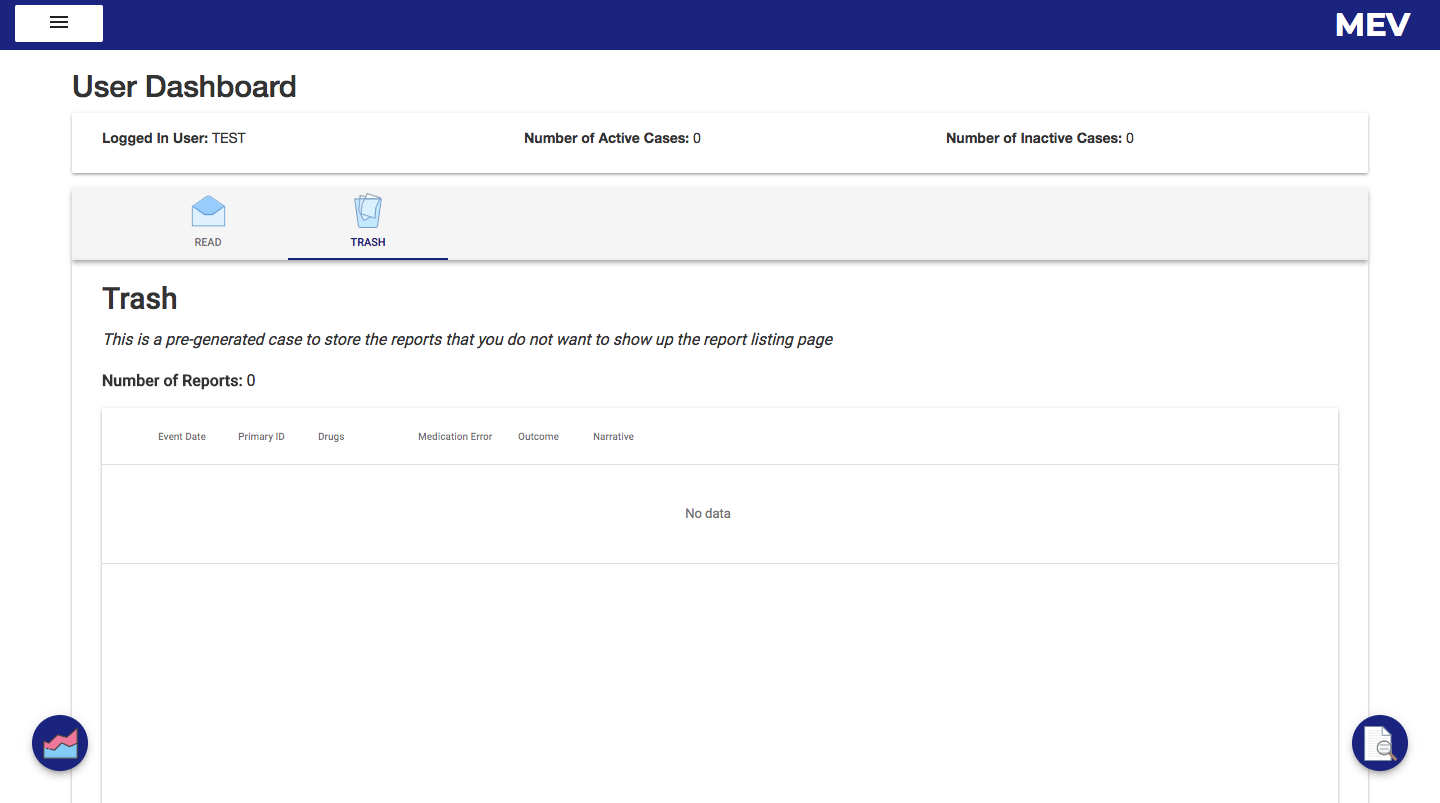 MEV
User Dashboard
Logged In User: TEST Number of Active Cases: 0 Number of Inactive Cases: 0
READ TRASH
Trash
This is a pre-generated case to store the reports that you do not want to show up the report listing page
Number of Reports: 0
Event Date Primary ID Drugs Medication Error Outcome Narrative
No data